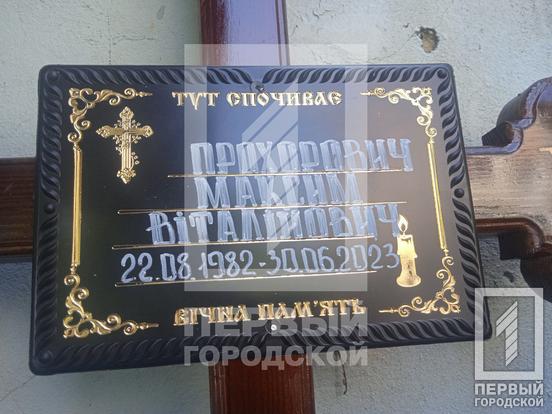 ТУТ СПОЧИВАЄ
ПРОХОРОВИЧ
МАКСИМ
ВІТАЛІЙОВИЧ
22.08.1982-30.06.2023
ВІЧНА ПАМ'ЯТЬ
ПЕРВЫЙ
ГОРОДСКОЙ
ПЕРВЫЙ
ГОРОДСКОЙ